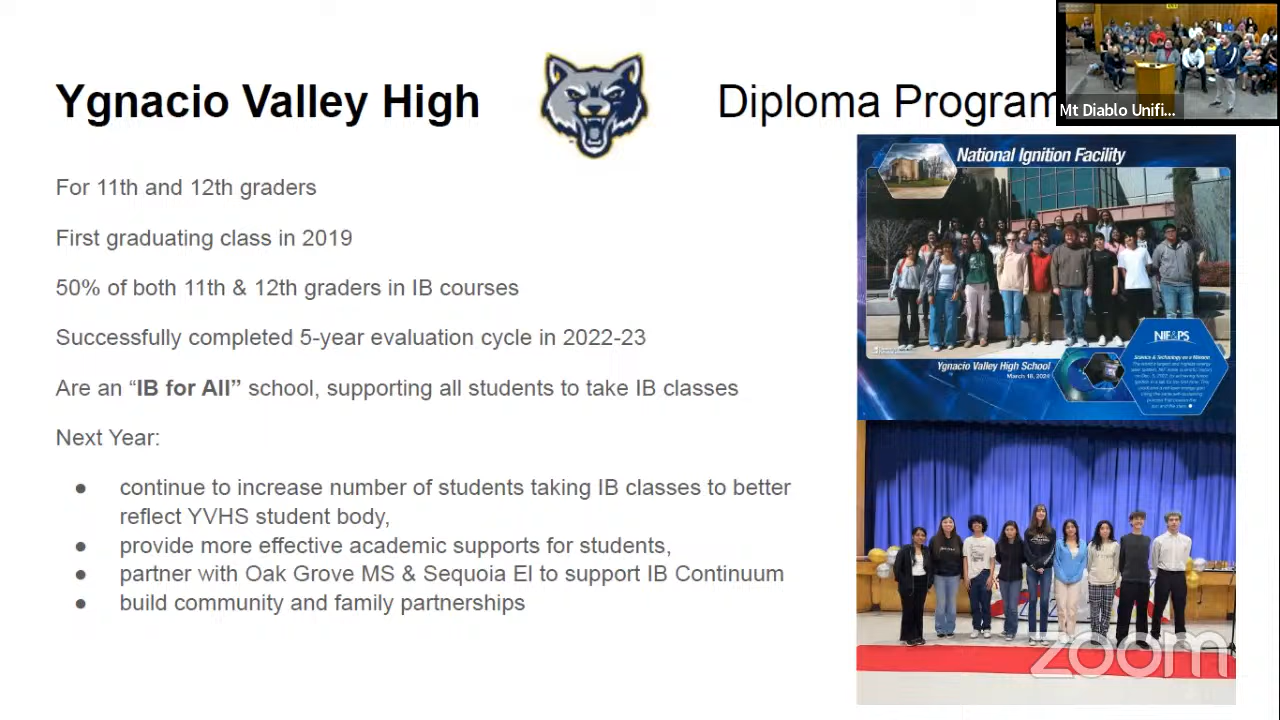 Ygnacio Valley High
Diploma Program
Mt Diablo Unifi...
For 11th and 12th graders
First graduating class in 2019
50% of both 11th & 12th graders in IB courses
Successfully completed 5-year evaluation cycle in 2022-23
Are an “IB for All” school, supporting all students to take IB classes
Next Year:
● continue to increase number of students taking IB classes to better
reflect YVHS student body,
● provide more effective academic supports for students,
● partner with Oak Grove MS & Sequoia El to support IB Continuum
● build community and family partnerships
National Ignition Facility
NIF&PS
Science & Technology on a Mission
Ygnacio Valley High School
March 18, 2024
zoom